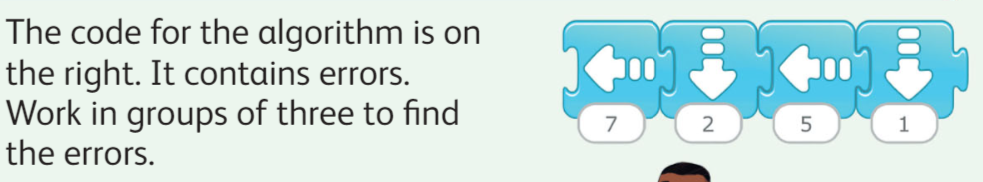 The code for the algorithm is on
the right. It contains errors.
Work in groups of three to find
the errors.
7 2 5 1